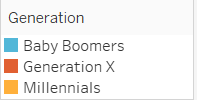 Generation
Baby Boomers
Generation X
Millennials